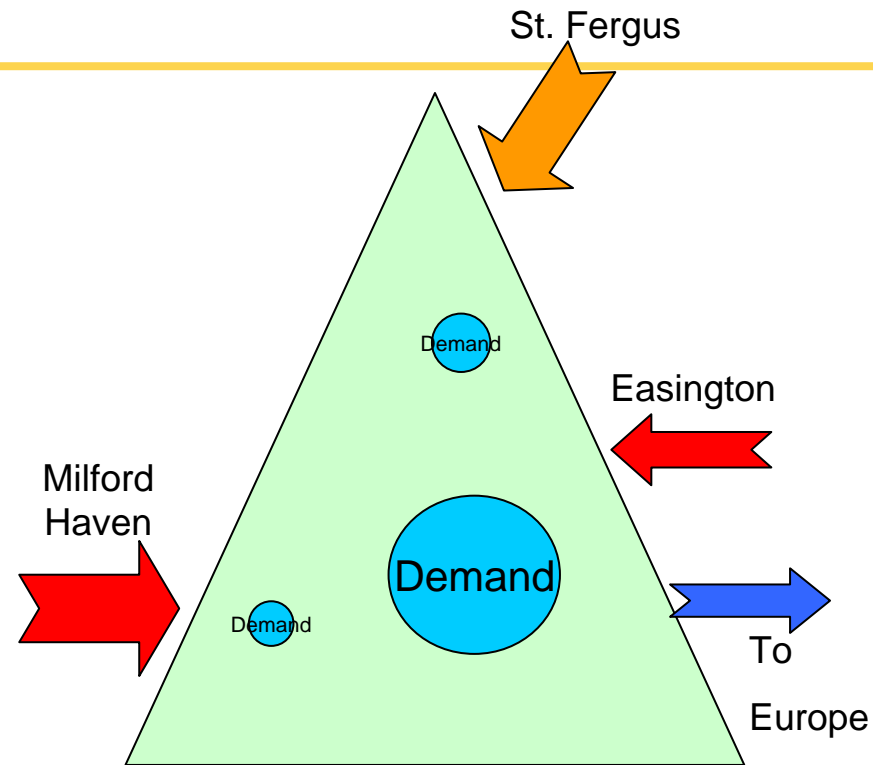 St. Fergus
Demand
Easington
Milford
Haven
Demand
Demand
To
Europe